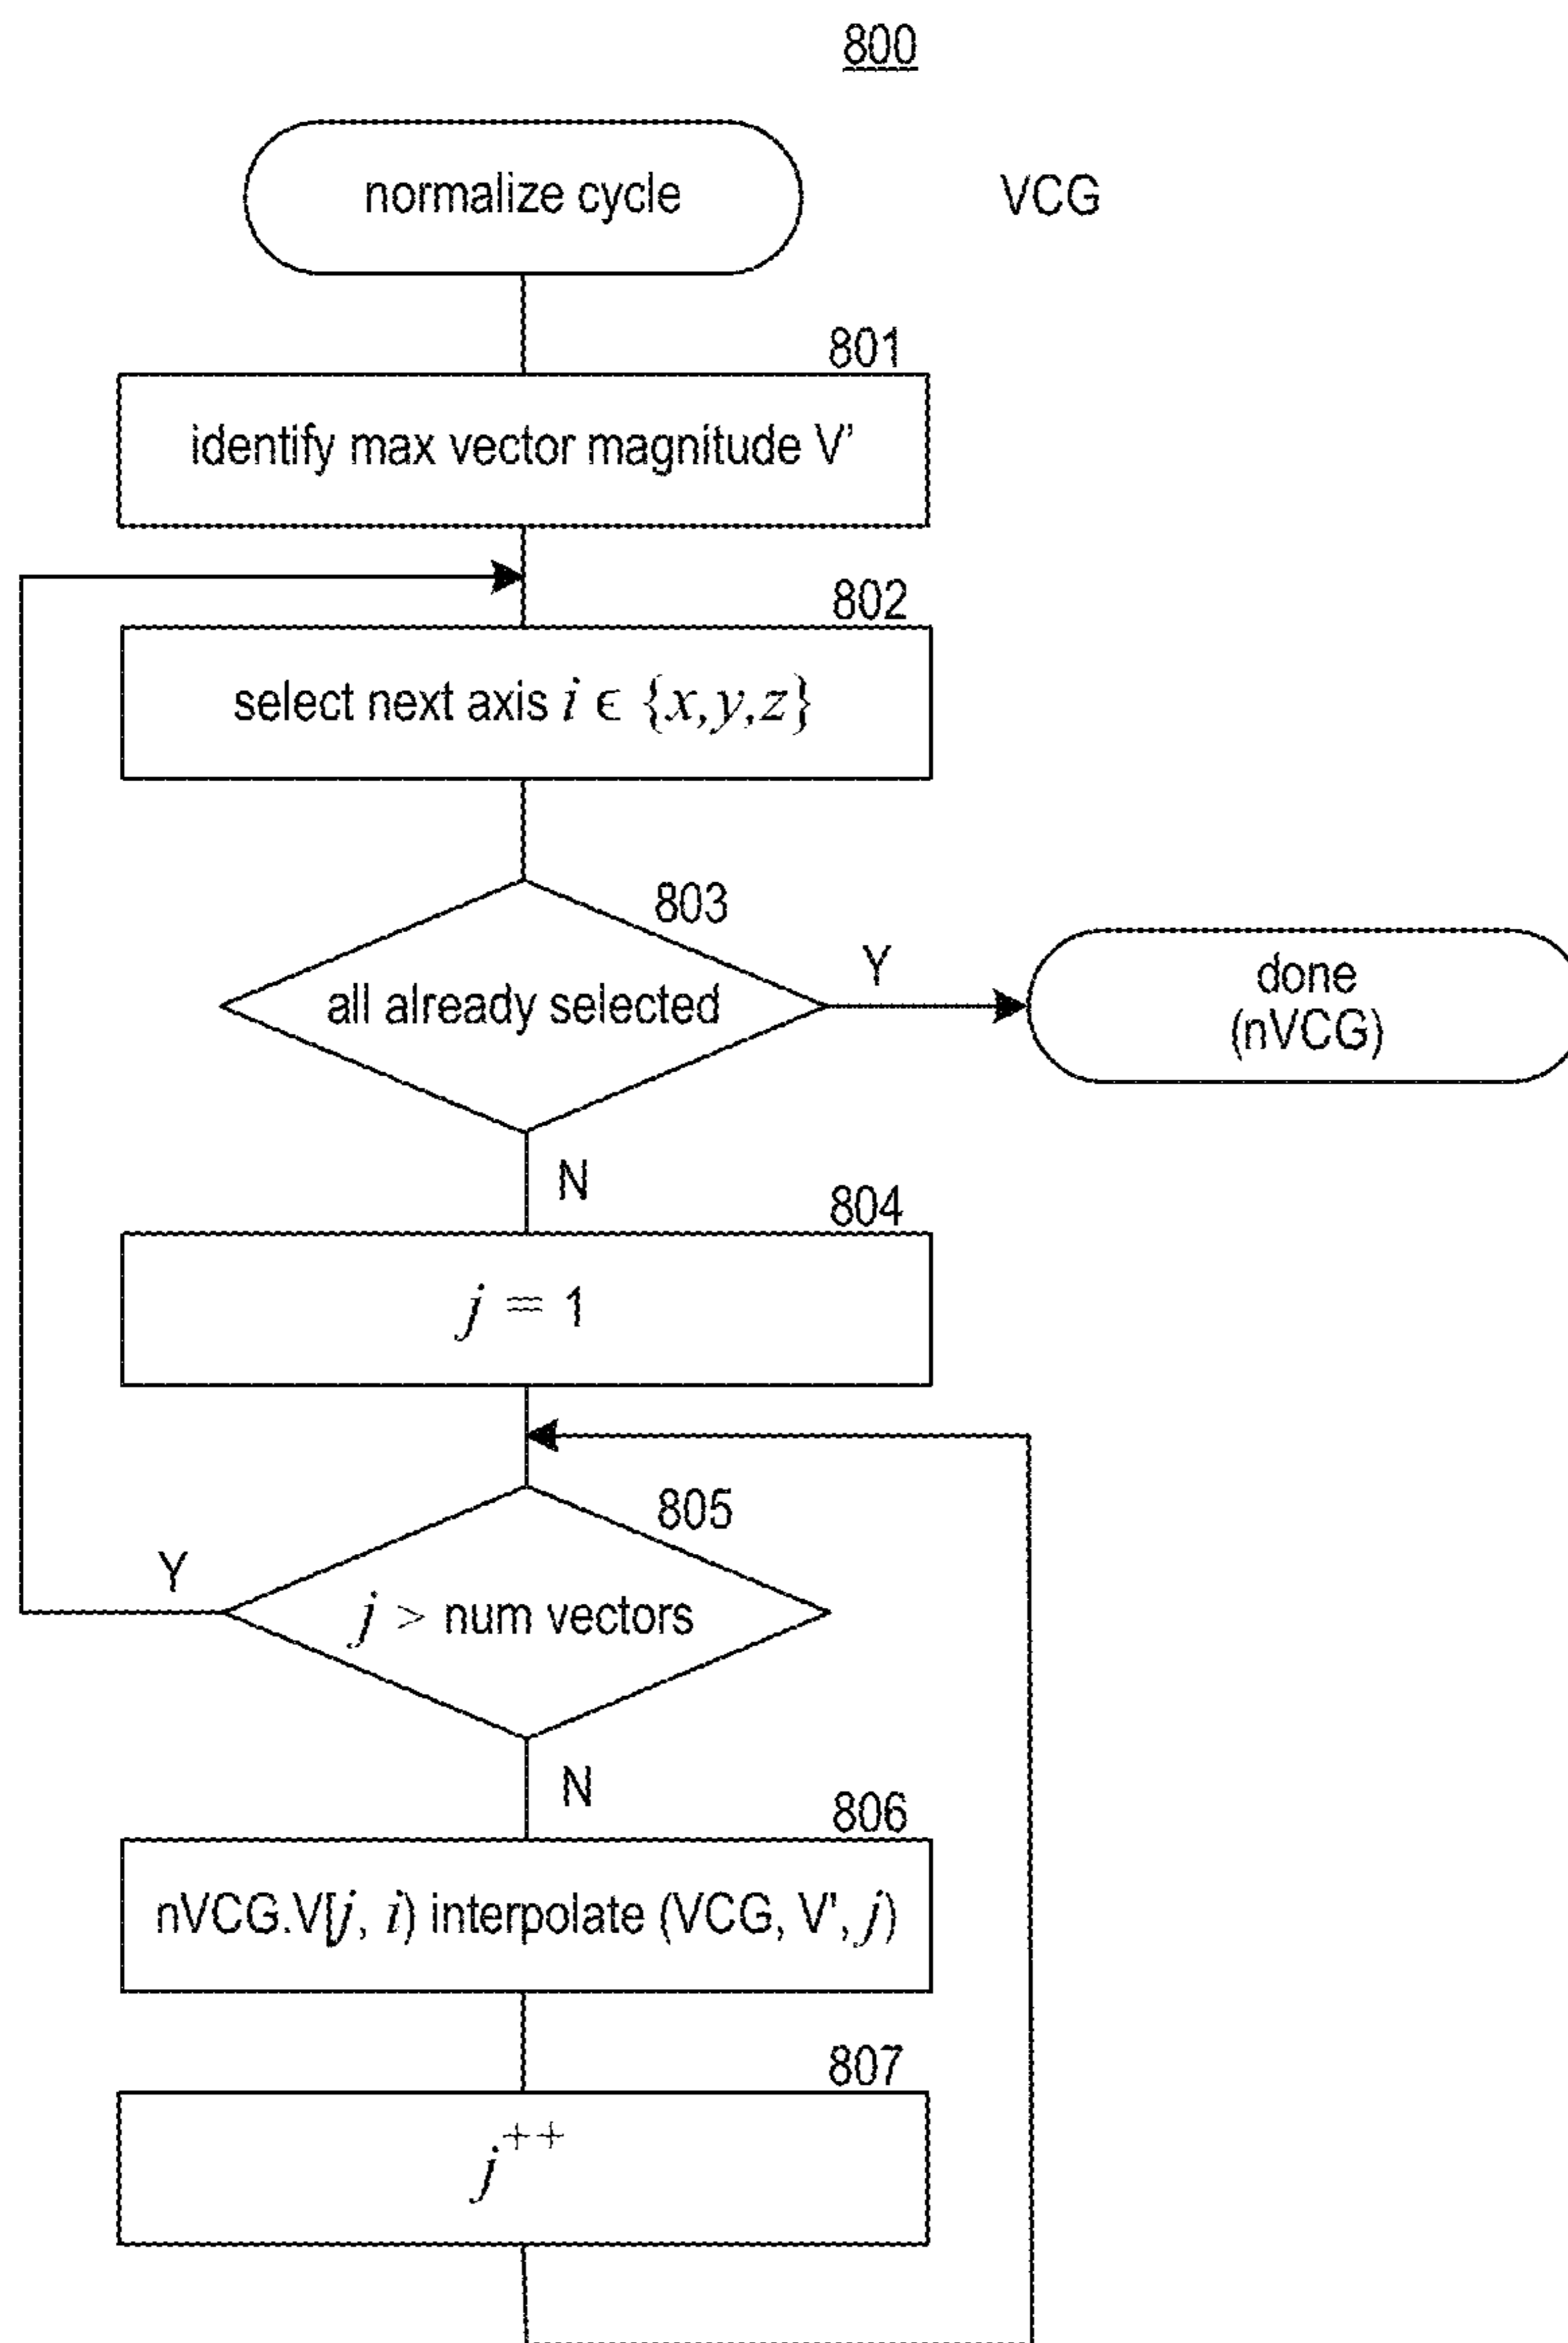 800
normalize cycle
VCG
801
identify max vector magnitude V'
802
select next axis i ϵ {x,y,z}
803
all already selected
Y
done
(nVCG)
N
804
j = 1
805
Y
j > num vectors
N
806
nVCG.V[j, i) interpolate (VCG, V', j)
807
j++